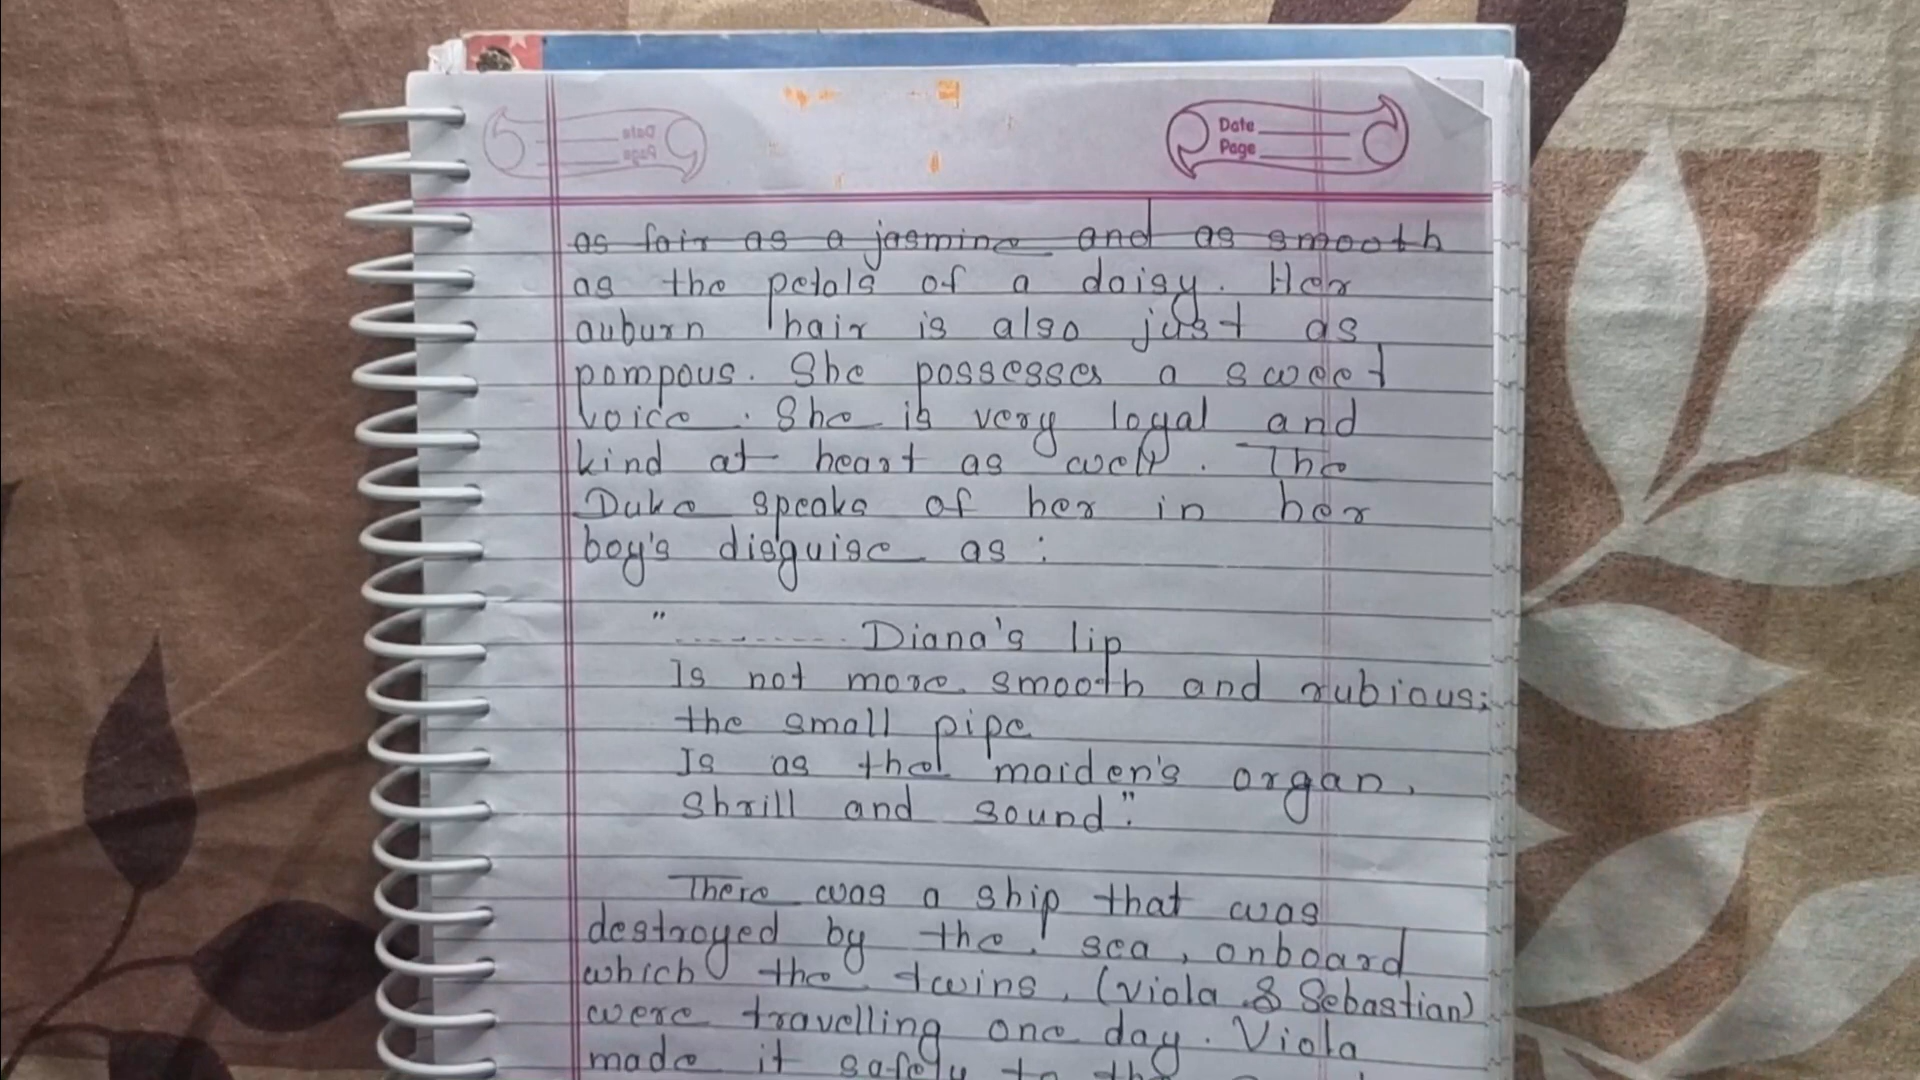 Date
Page
as fair as a jasmine and as smooth
as the petals of a daisy. Her
auburn hair is also just as
pompous. She possesses a sweet
voice. She is very loyal and
kind at heart as well. The
Duke speaks of her in her
boy's disguise as:
" .......... Diana's lip
Is not more smooth and rubious;
the small pipe
Is as the maiden's organ,
Shrill and sound."
There was a ship that was
destroyed by the sea, onboard
which the twins, (Viola & Sebastian)
were travelling one day. Viola
made it safely to the